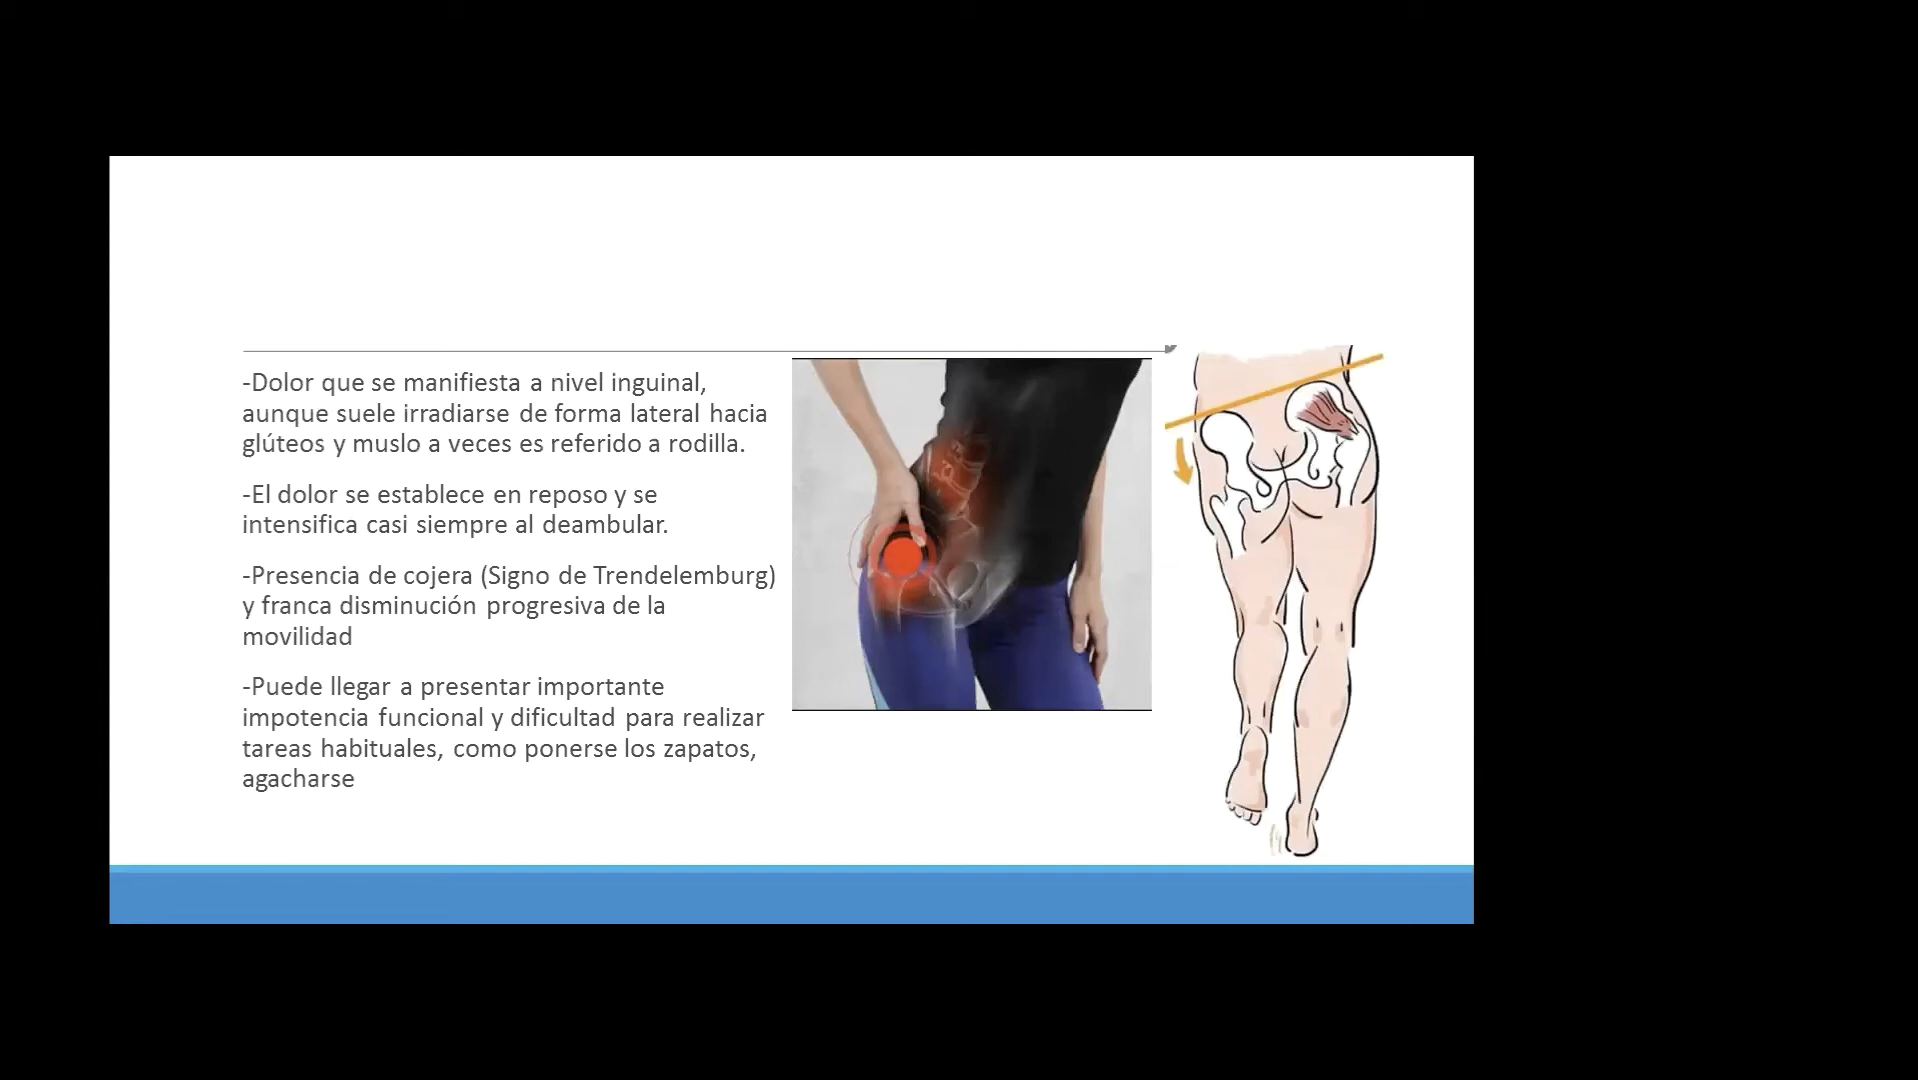 -Dolor que se manifiesta a nivel inguinal,
aunque suele irradiarse de forma lateral hacia
glúteos y muslo a veces es referido a rodilla.
-El dolor se establece en reposo y se
intensifica casi siempre al deambular.
-Presencia de cojera (Signo de Trendelemburg)
y franca disminución progresiva de la
movilidad
-Puede llegar a presentar importante
impotencia funcional y dificultad para realizar
tareas habituales, como ponerse los zapatos,
agacharse